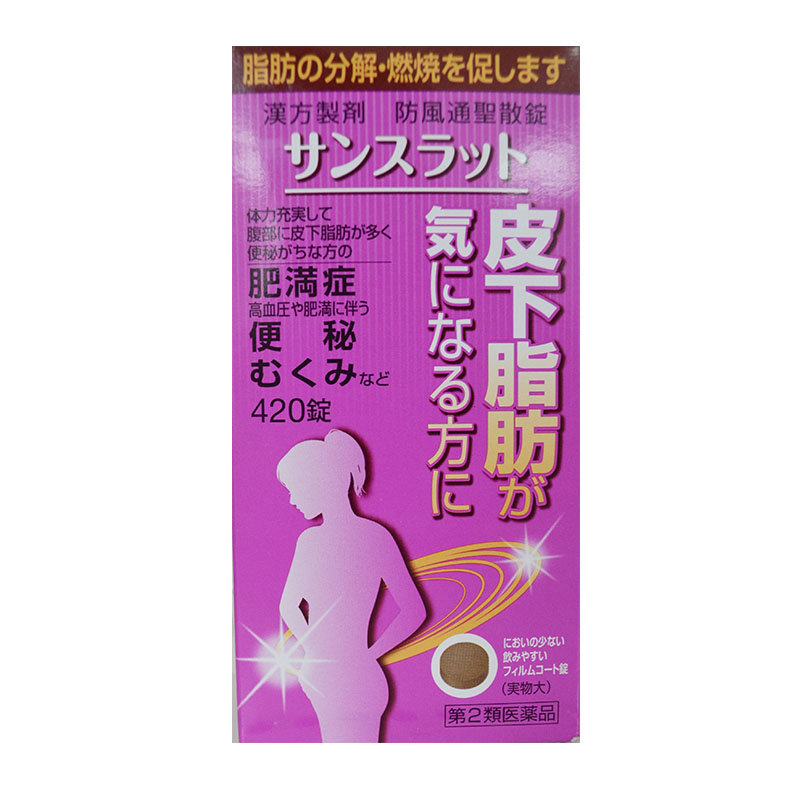 脂肪の分解・燃焼を促します
漢方製剤 防風通聖散錠
サンスラット
皮下脂肪が
気になる方に
体力充実して
腹部に皮下脂肪が多く
便秘がちな方の
肥満症
高血圧や肥満に伴う
便秘
むくみなど
420錠
においの少ない
飲みやすい
フィルムコート錠
(実物大)
第2類医薬品